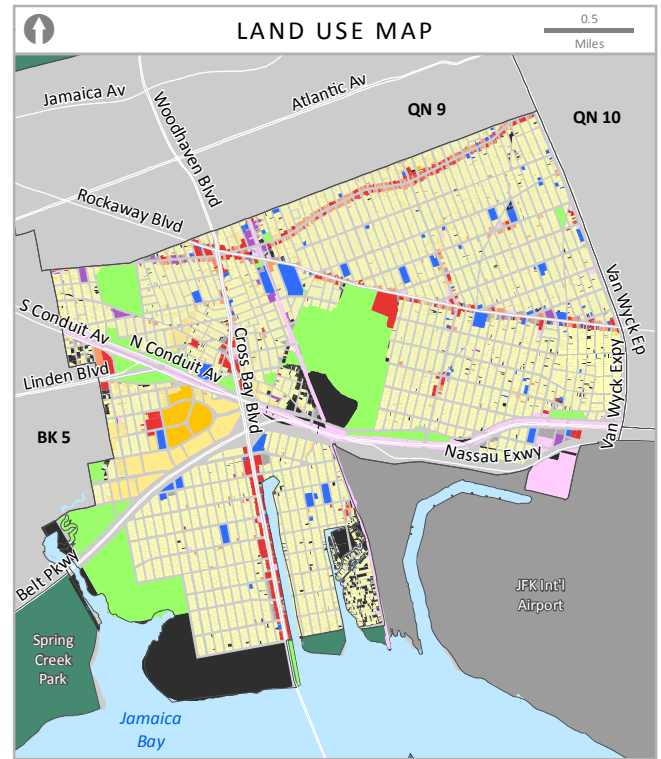 LAND USE MAP
0.5
Miles
Jamaica Av
Woodhaven Blvd
Atlantic Av
QN 9
QN 10
Rockaway Blvd
Van Wyck Ep
S Conduit Av
N Conduit Av
Cross Bay Blvd
Linden Blvd
Van Wyck Expy
BK 5
Nassau Exwy
Belt Pkwy
JFK Int'l
Airport
Spring
Creek
Park
Jamaica
Bay